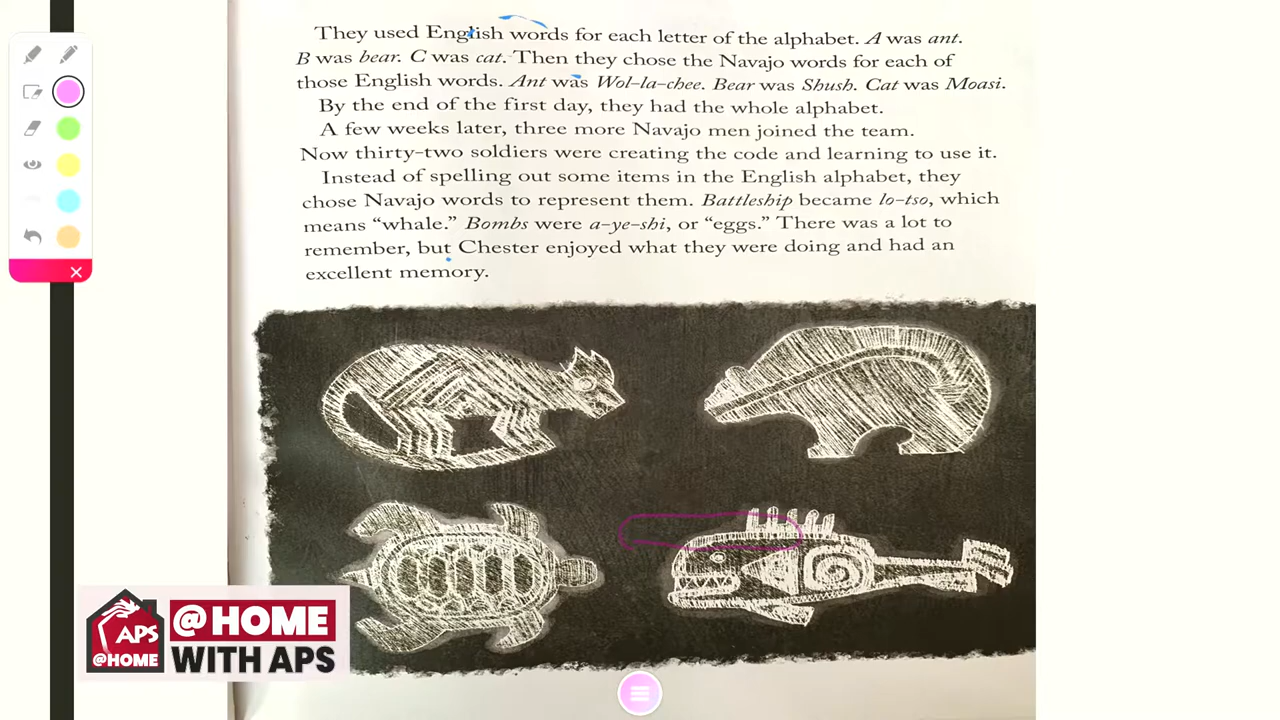 They used English words for each letter of the alphabet. A was ant.
B was bear. C was cat. Then they chose the Navajo words for each of
those English words. Ant was Wol-la-chee. Bear was Shush. Cat was Moasi.
By the end of the first day, they had the whole alphabet.
A few weeks later, three more Navajo men joined the team.
Now thirty-two soldiers were creating the code and learning to use it.
Instead of spelling out some items in the English alphabet, they
chose Navajo words to represent them. Battleship became lo-tso, which
means “whale.” Bombs were a-ye-shi, or “eggs.” There was a lot to
remember, but Chester enjoyed what they were doing and had an
excellent memory.
APS
@HOME
@HOME
WITH APS